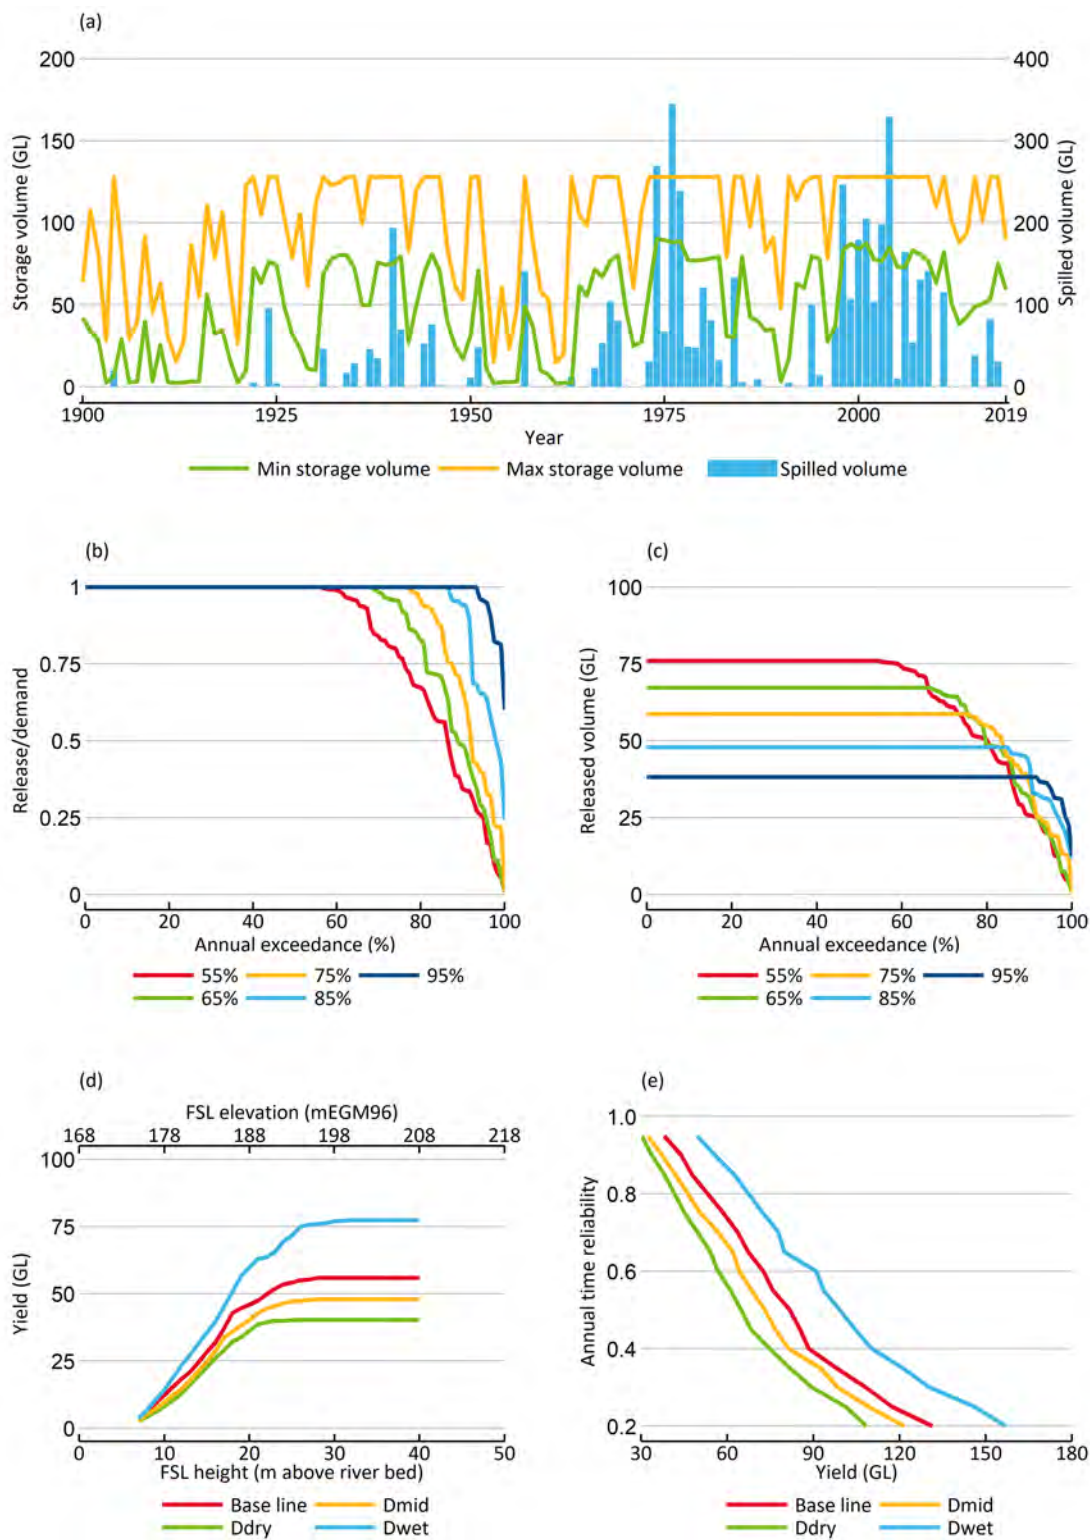 (a)
200 400
150 300
100 200
50 100
0 0
Storage volume (GL)
Spilled volume (GL)
1900 1925 1950 1975 2000 2019
Year
Min storage volume Max storage volume Spilled volume
(b)
1
0.75
0.5
0.25
0
Release/demand
0 20 40 60 80 100
Annual exceedance (%)
55% 75% 95%
65% 85%
(c)
100
75
50
25
0
Released volume (GL)
0 20 40 60 80 100
Annual exceedance (%)
55% 75% 95%
65% 85%
(d)
FSL elevation (mEGM96)
168 178 188 198 208 218
100
75
50
25
0
Yield (GL)
0 10 20 30 40 50
FSL height (m above river bed)
Base line Dmid
Ddry Dwet
(e)
1.0
0.8
0.6
0.4
0.2
Annual time reliability
30 60 90 120 150 180
Yield (GL)
Base line Dmid
Ddry Dwet